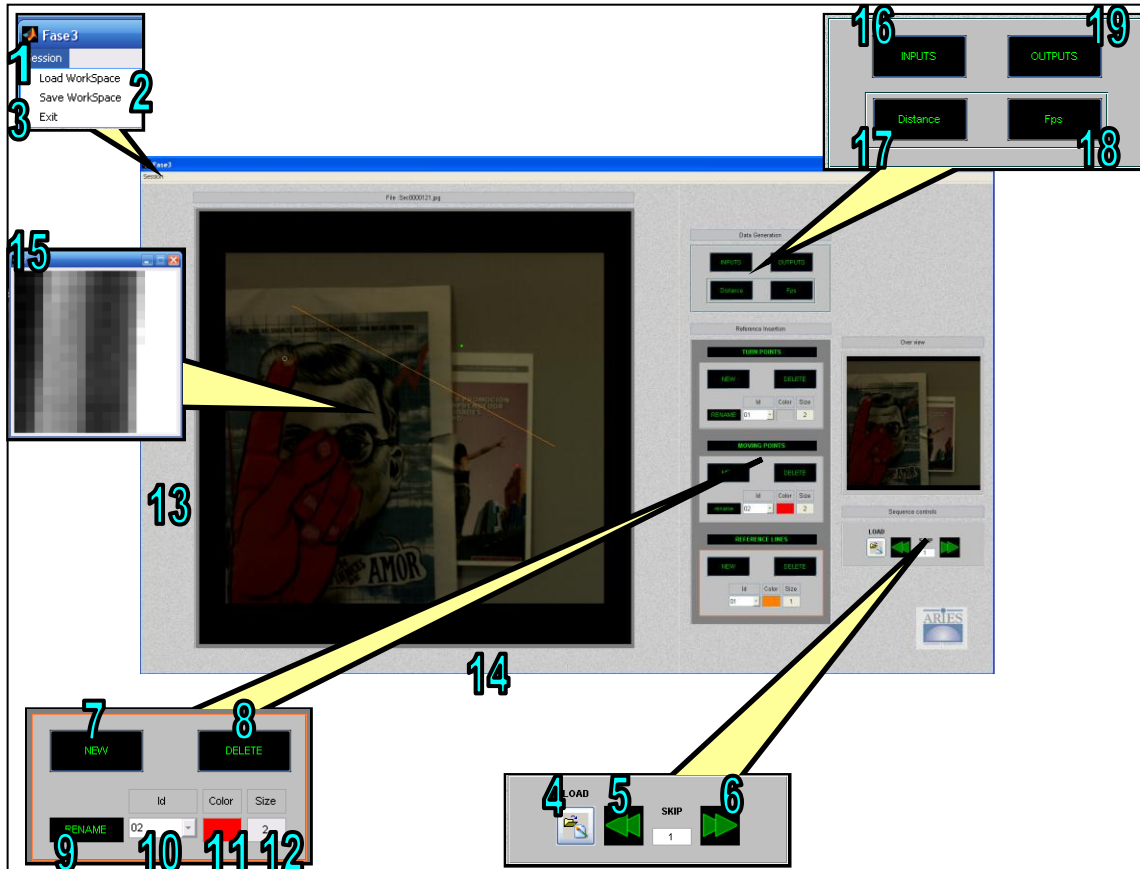 Fase3
1
Session
Load WorkSpace
2
Save WorkSpace
3
Exit
16
19
INPUTS
OUTPUTS
Distance
Fps
17
18
Fase3
Session
File :Sec0000121.jpg
15
Data Generation
INPUTS
OUTPUTS
Distance
Fps
Reference Insertion
TURN POINTS
NEW
DELETE
Id
Color
Size
RENAME
01
2
MOVING POINTS
DELETE
Id
Color
Size
rename
02
2
REFERENCE LINES
NEW
DELETE
Id
Color
Size
01
1
Over view
Sequence controls
LOAD
1
ARIES
AMOR
13
14
7
8
NEW
DELETE
Id
Color
Size
RENAME
02
2
9
10
11
12
4
5
6
LOAD
SKIP
1